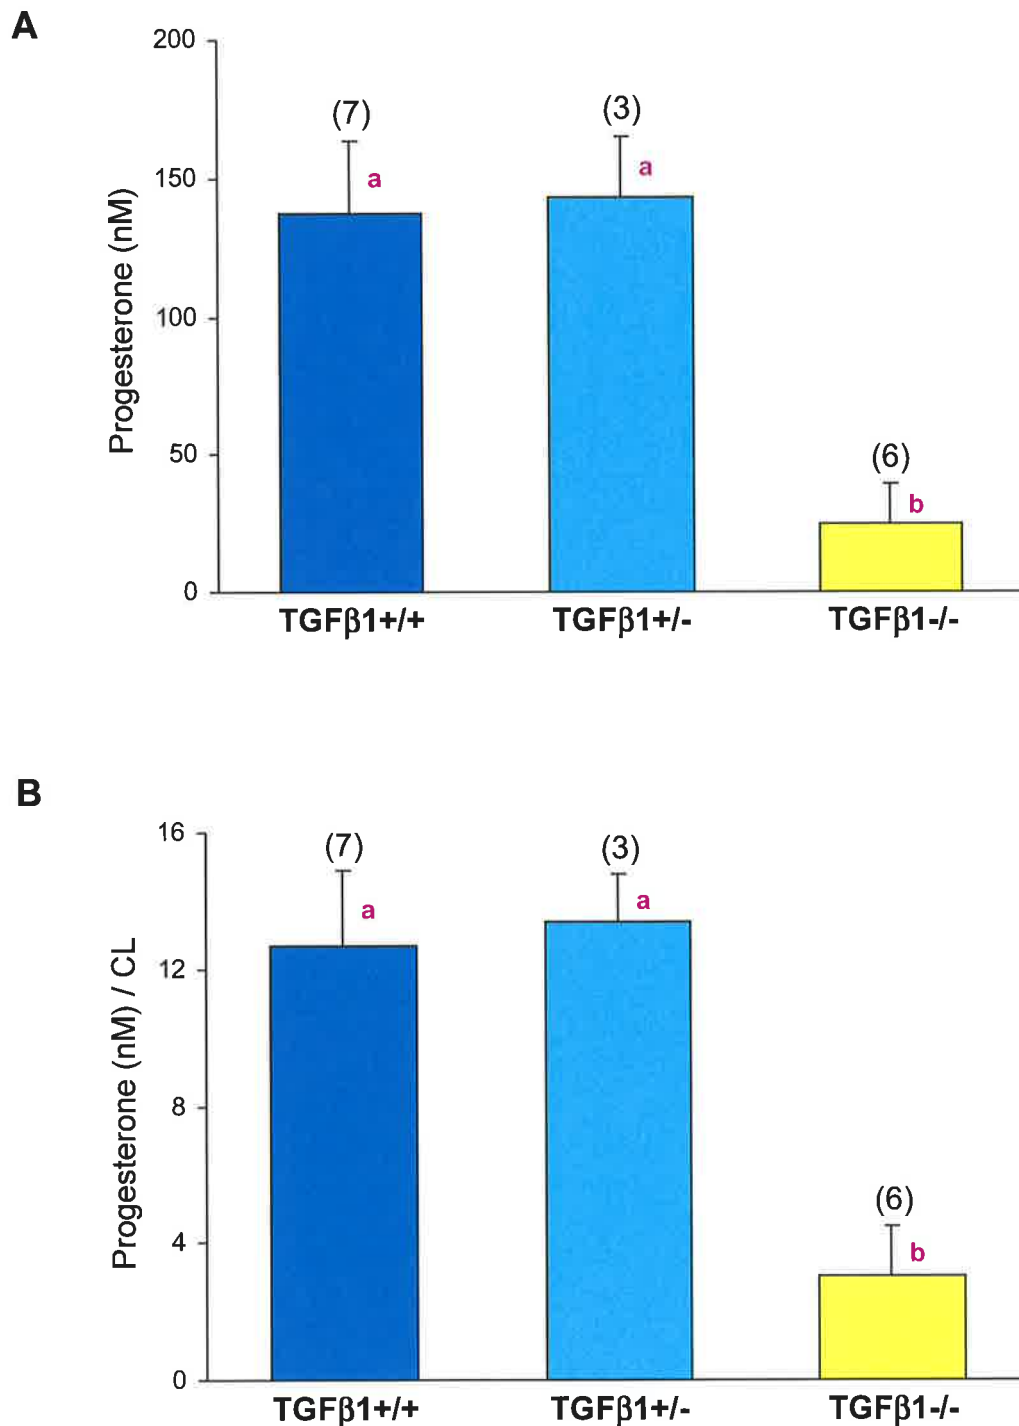 A
200
(7)
(3)
a
a
150
Progesterone (nM)
100
50
(6)
b
0
TGFβ1+/+
TGFβ1+/-
TGFβ1-/-
B
16
(7)
(3)
a
a
12
Progesterone (nM) / CL
8
(6)
4
b
0
TGFβ1+/+
TGFβ1+/-
TGFβ1-/-